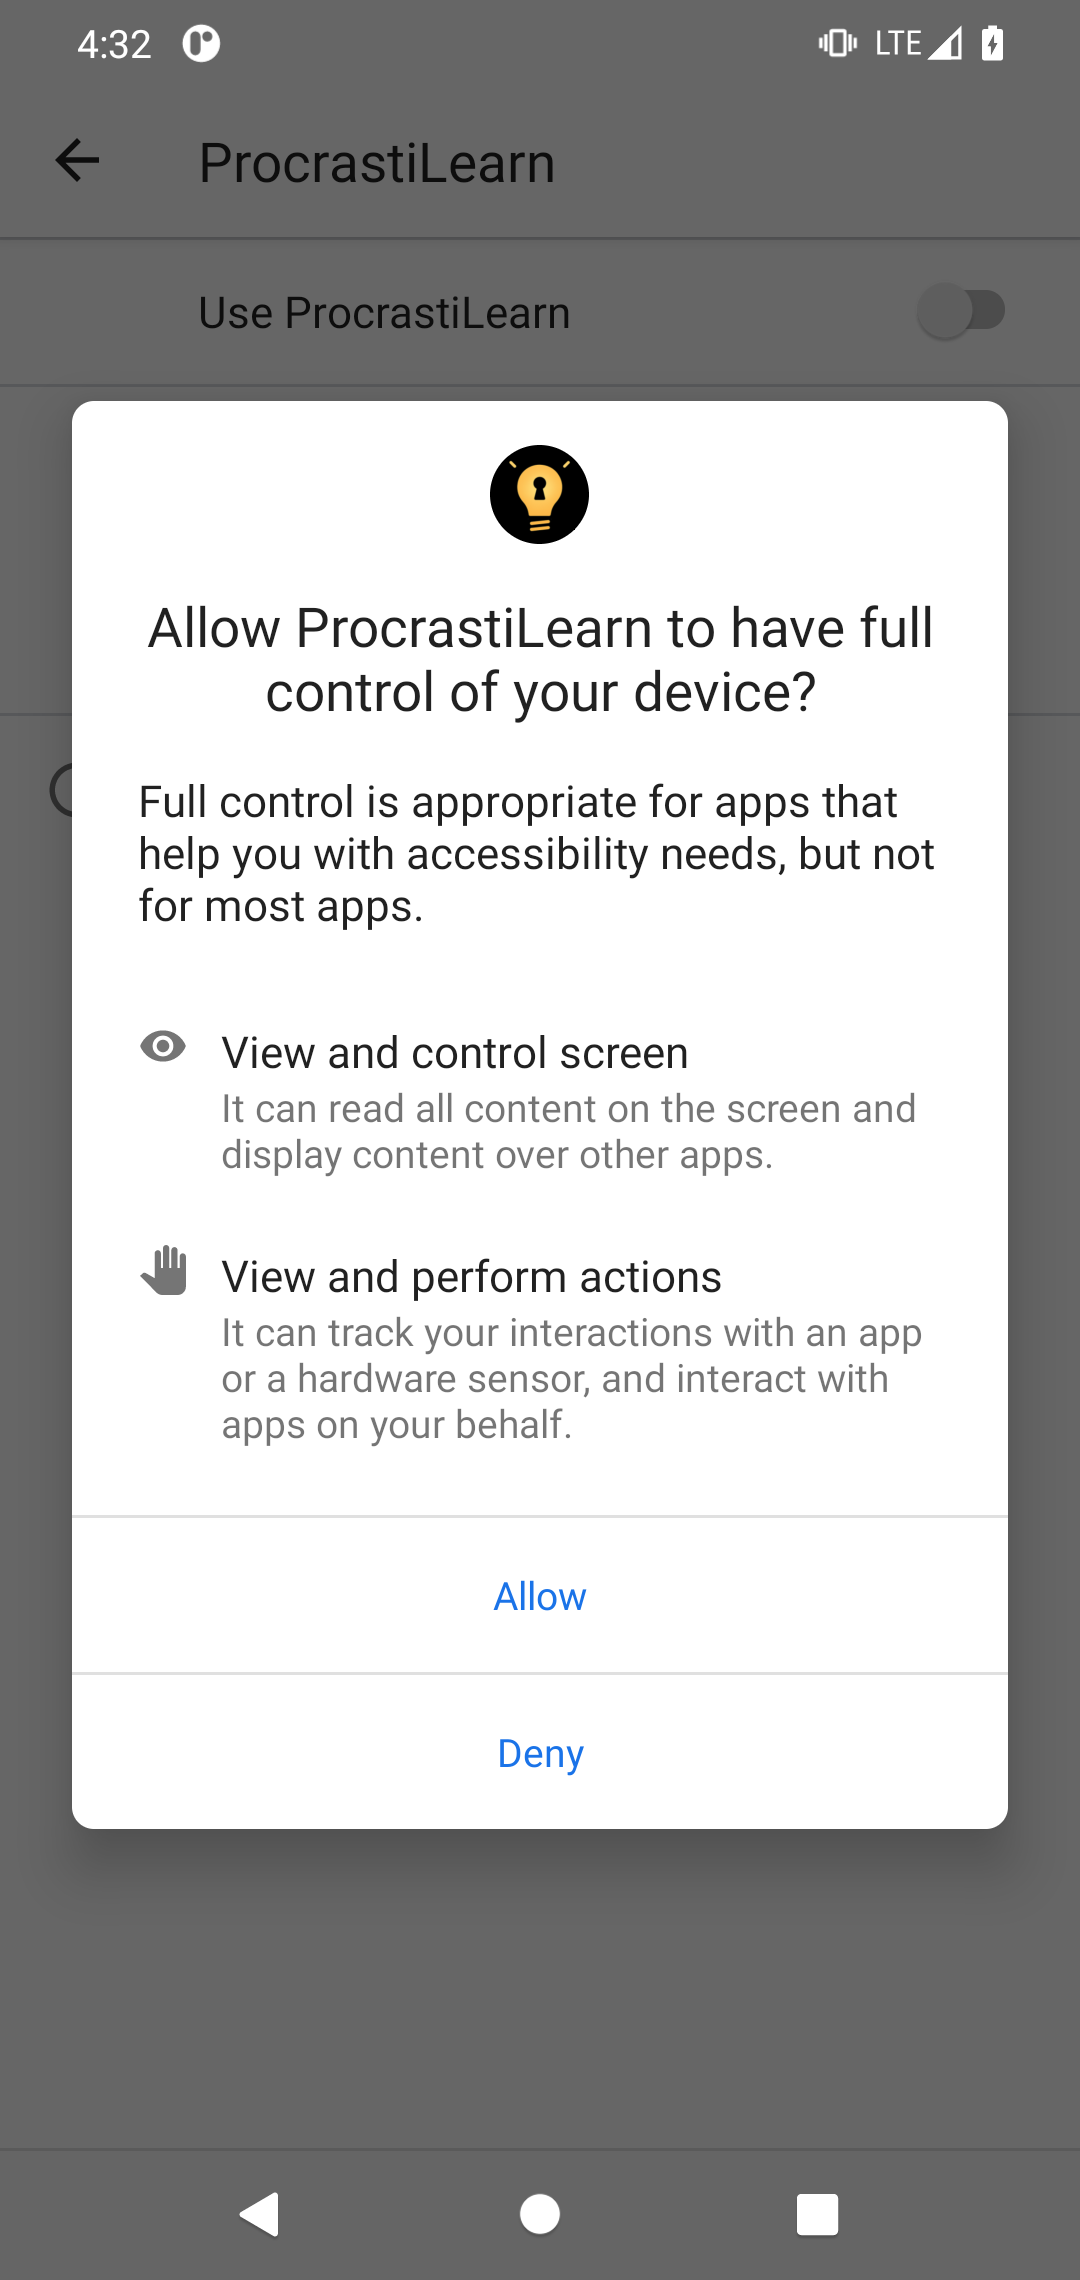 4:32
LTE
ProcrastiLearn
Use ProcrastiLearn
Allow ProcrastiLearn to have full
control of your device?
Full control is appropriate for apps that
help you with accessibility needs, but not
for most apps.
View and control screen
It can read all content on the screen and
display content over other apps.
View and perform actions
It can track your interactions with an app
or a hardware sensor, and interact with
apps on your behalf.
Allow
Deny